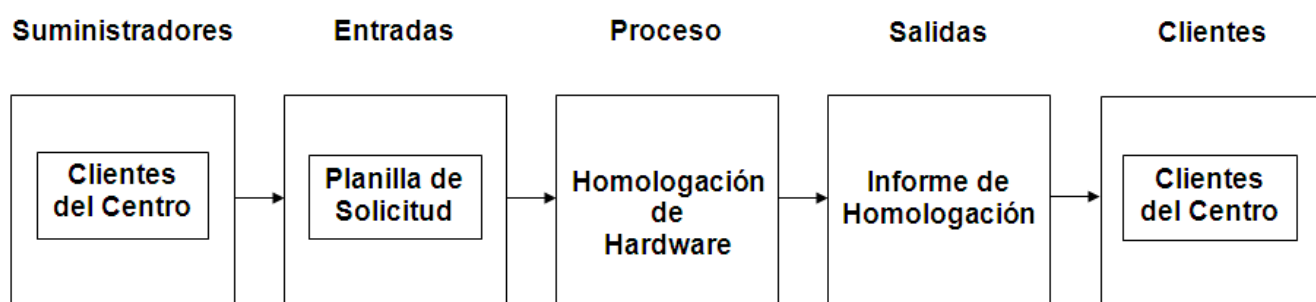 Suministradores
Entradas
Proceso
Salidas
Clientes
Clientes
del Centro
Planilla de
Solicitud
Homologación
de
Hardware
Informe de
Homologación
Clientes
del Centro